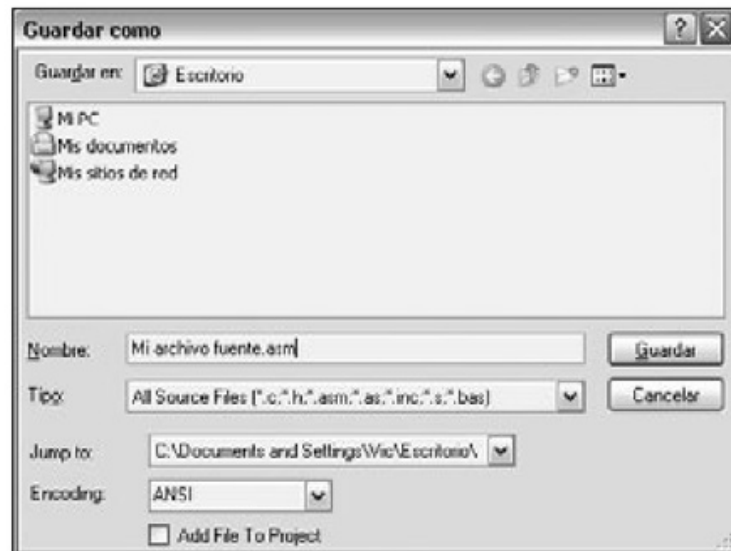 Guardar como
Guardar en: Escritorio
Mi PC
Mis documentos
Mis sitios de red
Nombre: Mi archivo fuente.asm Guardar
Tipo: All Source Files (*.c;*.h;*.asm;*.as;*.inc;*.s;*.bas) Cancelar
Jump to: C:\Documents and Settings\Vic\Escritorio\
Encoding: ANSI
Add File To Project